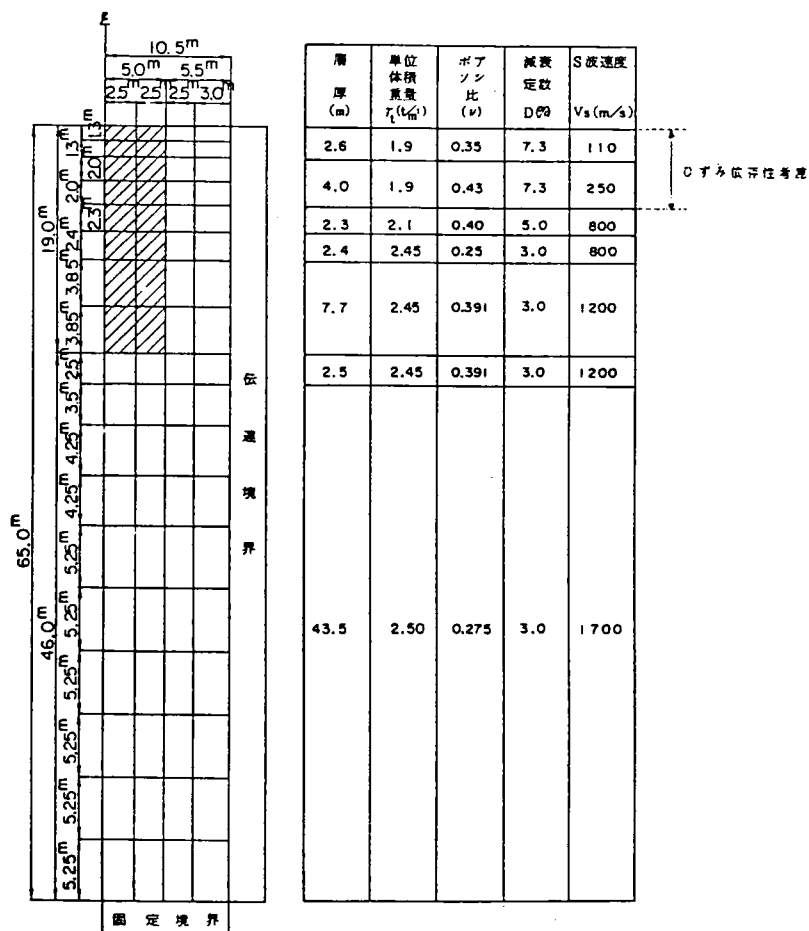 ℄
10.5m
5.0m 5.5m
2.5m 2.5m 2.5m 3.0m
65.0m
19.0m
46.0m
1.3m
1.3m
2.0m
2.0m
2.3m
2.4m
3.85m
3.85m
2.5m
3.5m
4.25m
4.25m
5.25m
5.25m
5.25m
5.25m
5.25m
5.25m
伝達境界
固定境界
層厚(m) 単位体積重量γt(t/m³) ポアソン比(ν) 減衰定数D(%) S波速度Vs(m/s)
2.6 1.9 0.35 7.3 110
4.0 1.9 0.43 7.3 250
2.3 2.1 0.40 5.0 800
2.4 2.45 0.25 3.0 800
7.7 2.45 0.391 3.0 1200
2.5 2.45 0.391 3.0 1200
43.5 2.50 0.275 3.0 1700
ひずみ依存性考慮